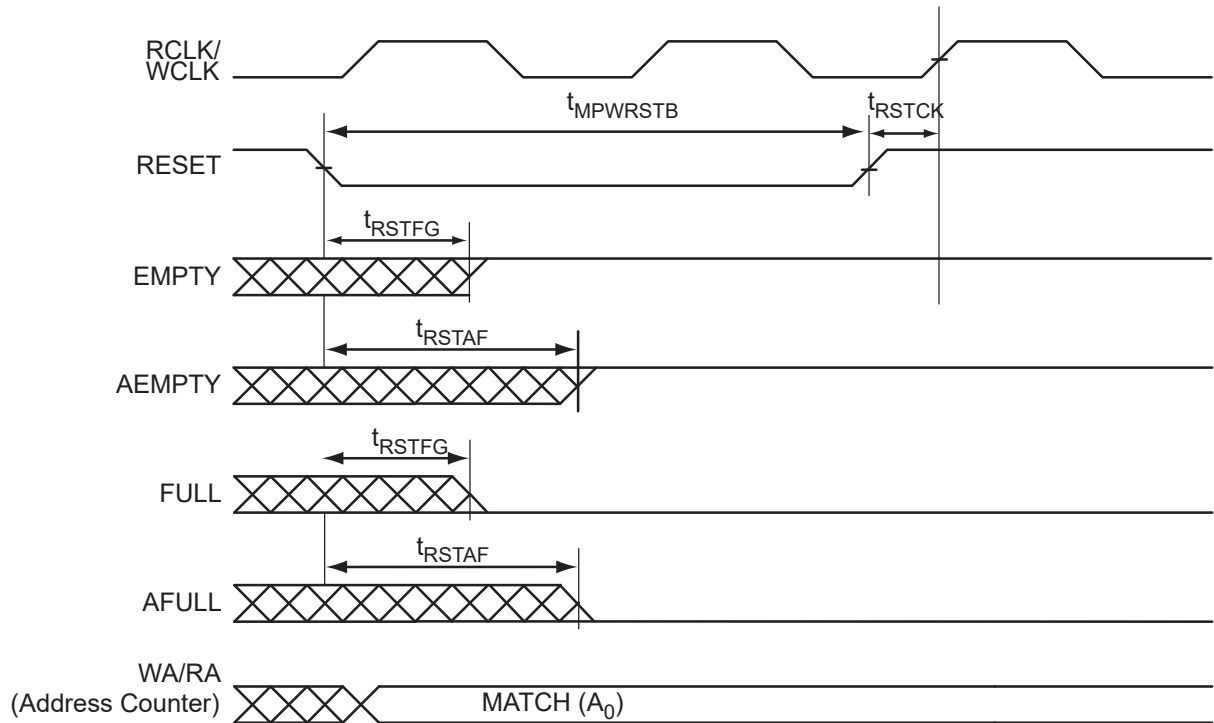 RCLK/
WCLK
tMPWRSTB
tRSTCK
RESET
tRSTFG
EMPTY
tRSTAF
AEMPTY
tRSTFG
FULL
tRSTAF
AFULL
WA/RA
(Address Counter)
MATCH (A0)